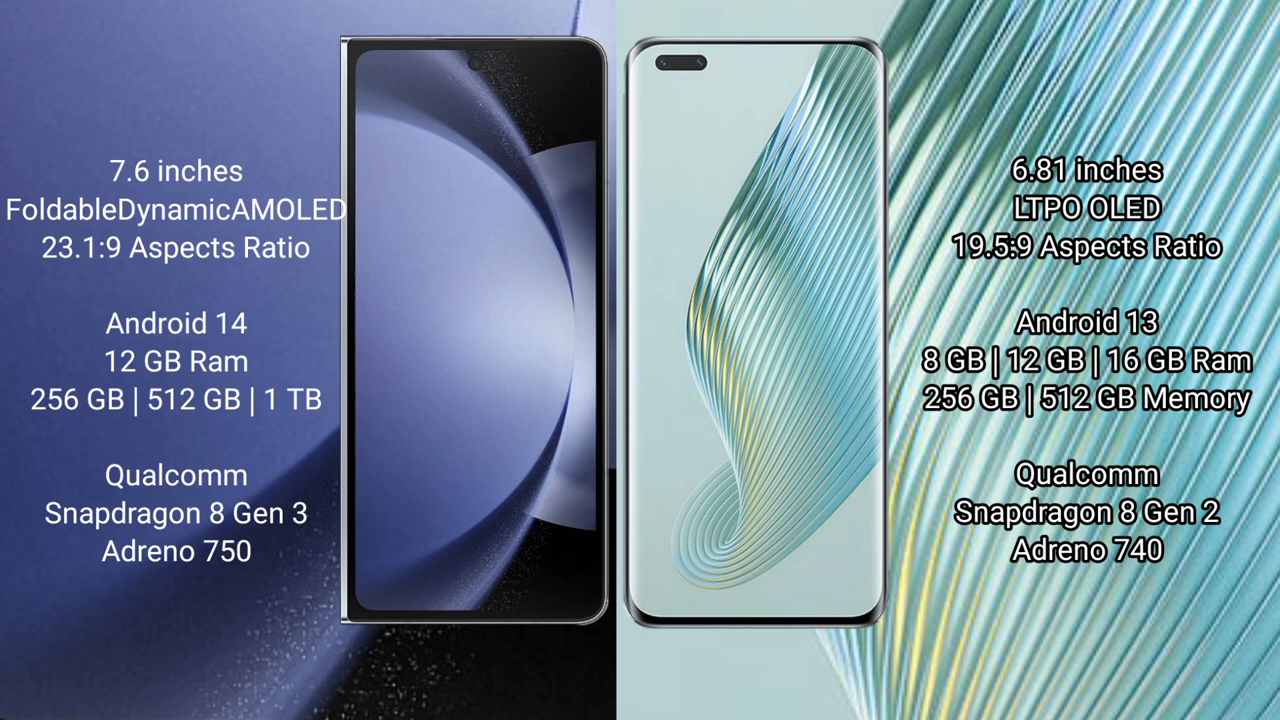 7.6 inches
FoldableDynamicAMOLED
23.1:9 Aspects Ratio
Android 14
12 GB Ram
256 GB | 512 GB | 1 TB
Qualcomm
Snapdragon 8 Gen 3
Adreno 750
6.81 inches
LTPO OLED
19.5:9 Aspects Ratio
Android 13
8 GB | 12 GB | 16 GB Ram
256 GB | 512 GB Memory
Qualcomm
Snapdragon 8 Gen 2
Adreno 740